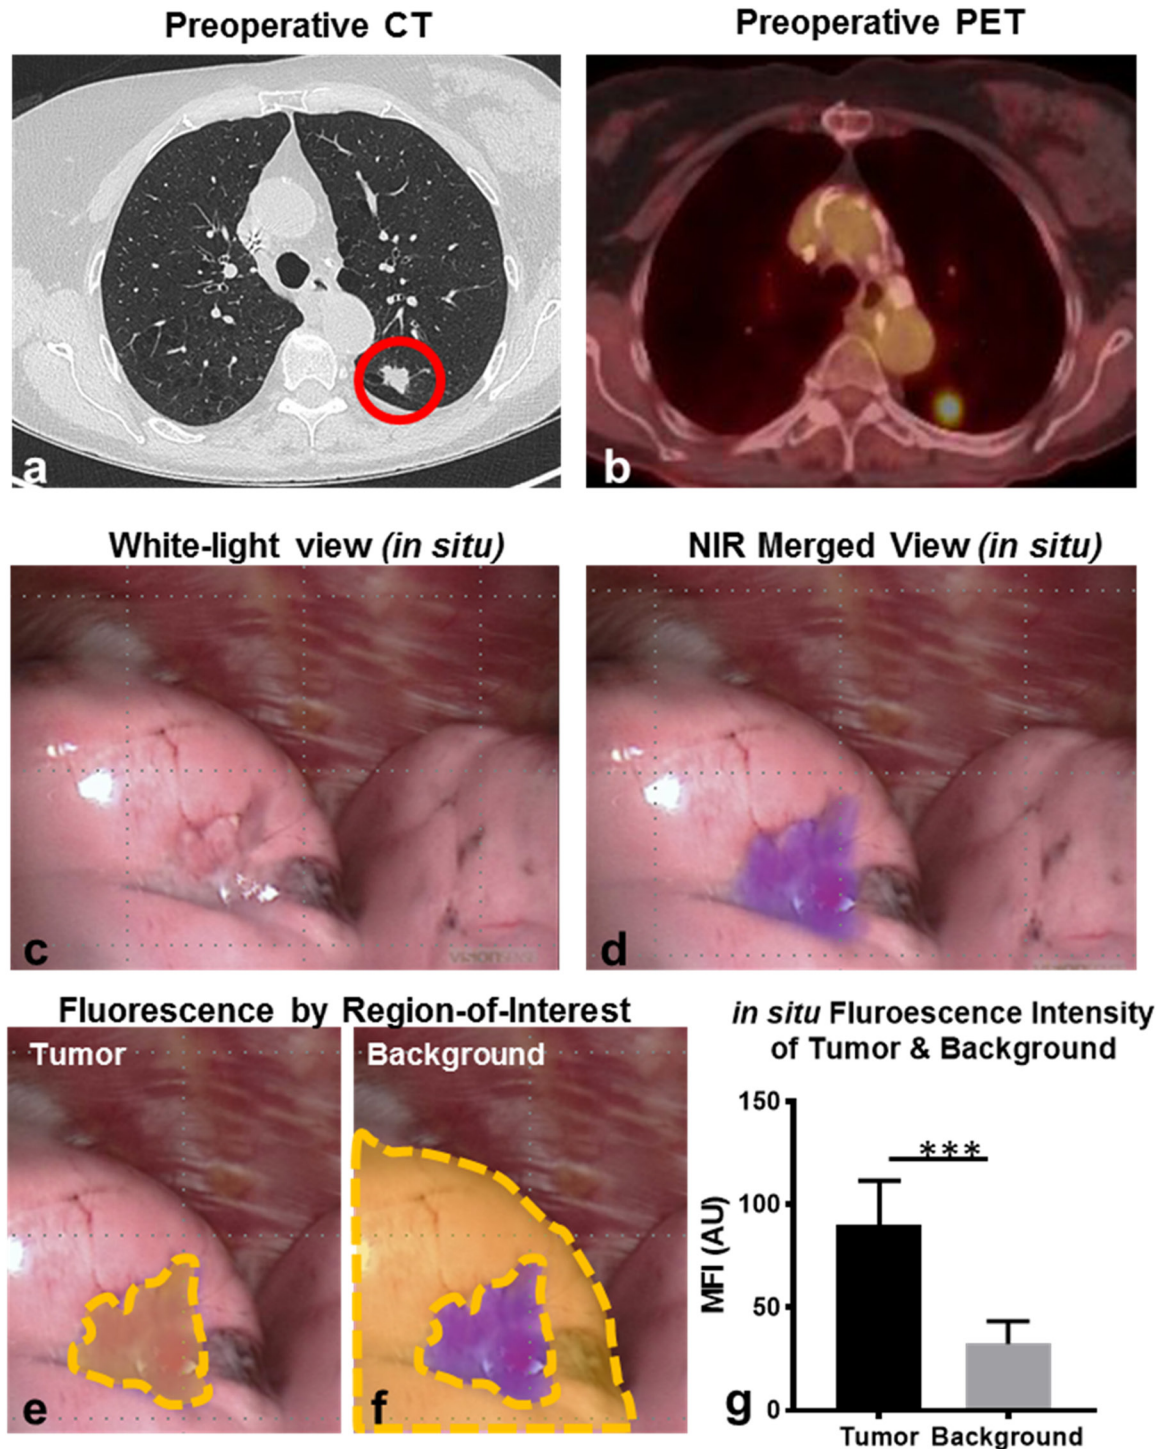 Preoperative CT
Preoperative PET
a
b
White-light view (in situ)
NIR Merged View (in situ)
c
d
Fluorescence by Region-of-Interest
Tumor
Background
e
f
in situ Fluroescence Intensity
of Tumor & Background
150
100
50
0
MFI (AU)
***
Tumor Background
g